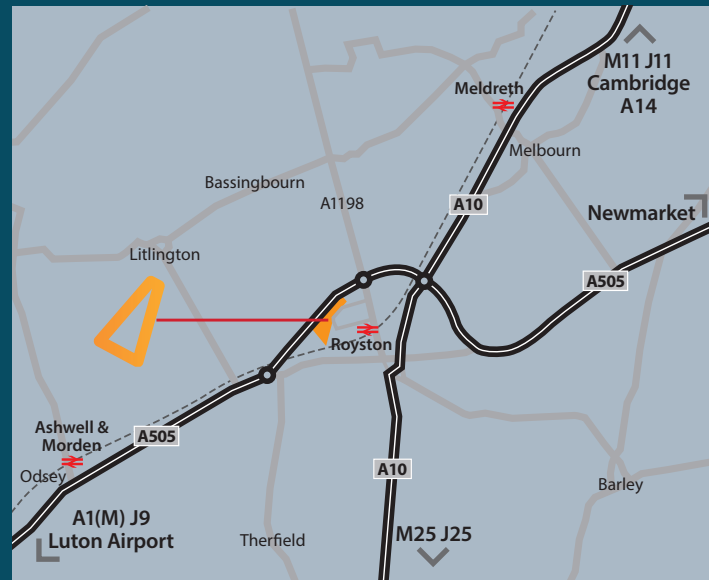 M11 J11
Cambridge
A14
Meldreth
Melbourn
Bassingbourn
A1198
A10
Newmarket
Litlington
A505
Royston
Ashwell &
Morden
A505
Odsey
A10
Barley
A1(M) J9
Luton Airport
Therfield
M25 J25